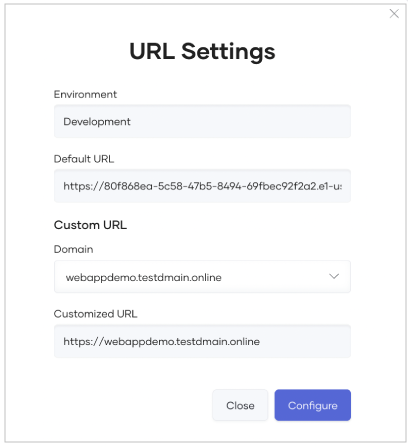 URL Settings
Environment
Development
Default URL
https://80f868ea-5c58-47b5-8494-69fbec92f2a2.e1-us
Custom URL
Domain
webappdemo.testdmain.online
Customized URL
https://webappdemo.testdmain.online
Close Configure